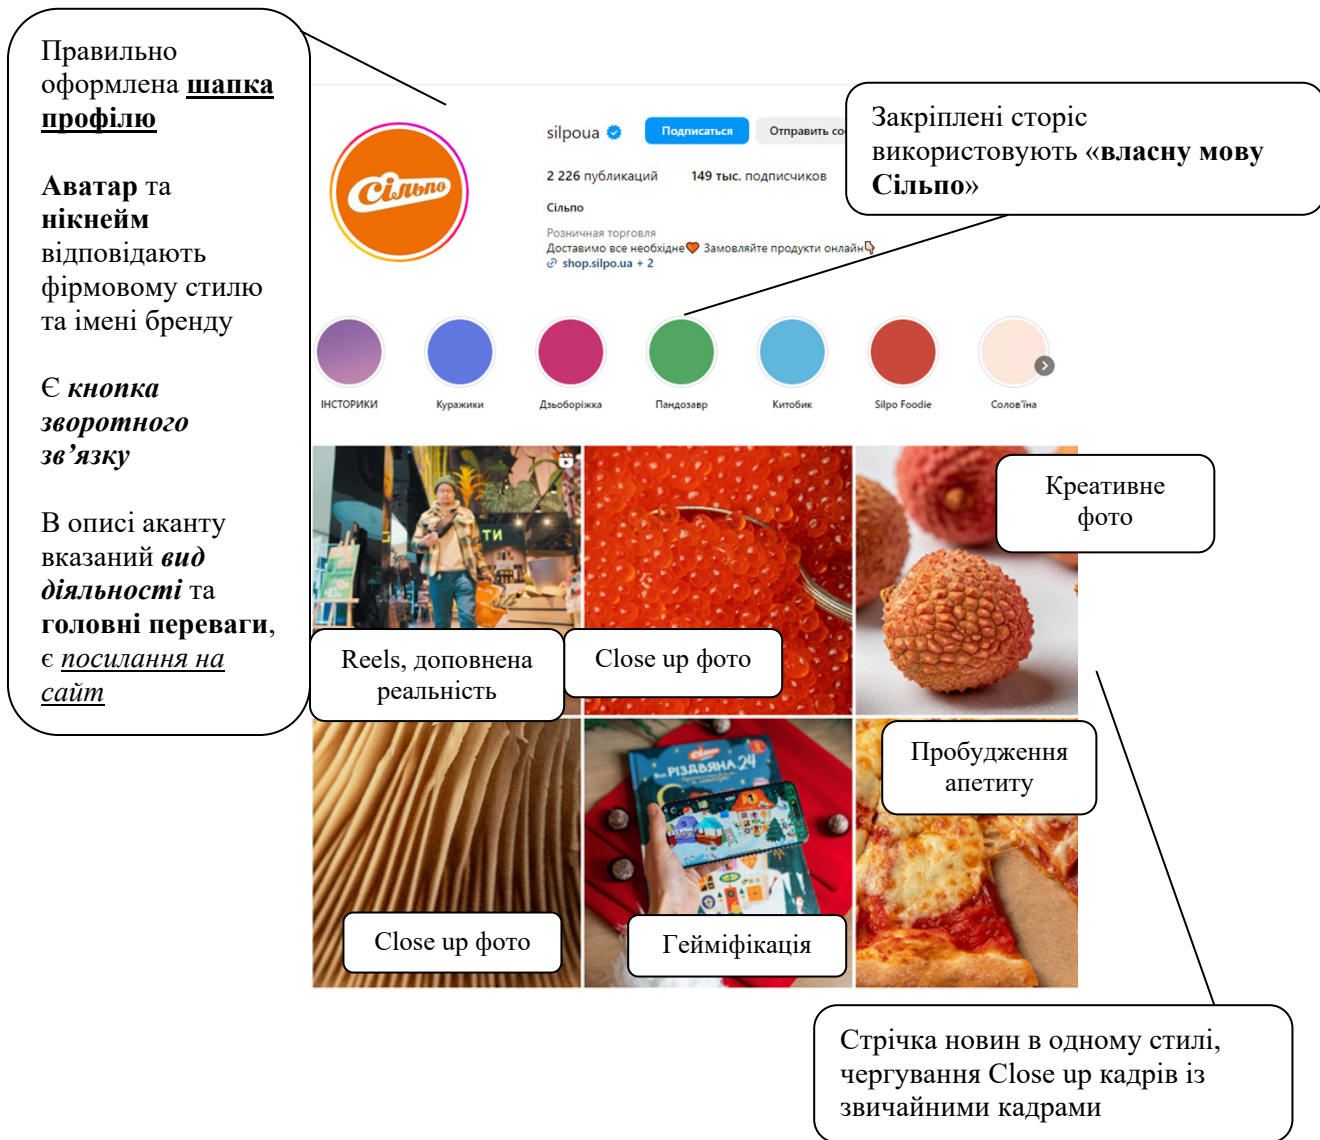 Правильно
оформлена шапка
профілю
Аватар та
нікнейм
відповідають
фірмовому стилю
та імені бренду
Є кнопка
зворотного
зв’язку
В описі аканту
вказаний вид
діяльності та
головні переваги,
є посилання на
сайт
Сільпо
silpoua
Подписаться
Отправить соо
2 226 публикаций
149 тыс. подписчиков
Сільпо
Розничная торговля
Доставимо все необхідне🧡 Замовляйте продукти онлайн👇🏻
shop.silpo.ua + 2
Закріплені сторіс
використовують «власну мову
Сільпо»
ІНСТОРИКИ
Куражики
Дзьоборіжка
Пандозавр
Китобик
Silpo Foodie
Солов’їна
ТИ
Креативне
фото
Reels, доповнена
реальність
Close up фото
Сільпо
РІЗДВЯНА 24
Пробудження
апетиту
Close up фото
Гейміфікація
Стрічка новин в одному стилі,
чергування Close up кадрів із
звичайними кадрами